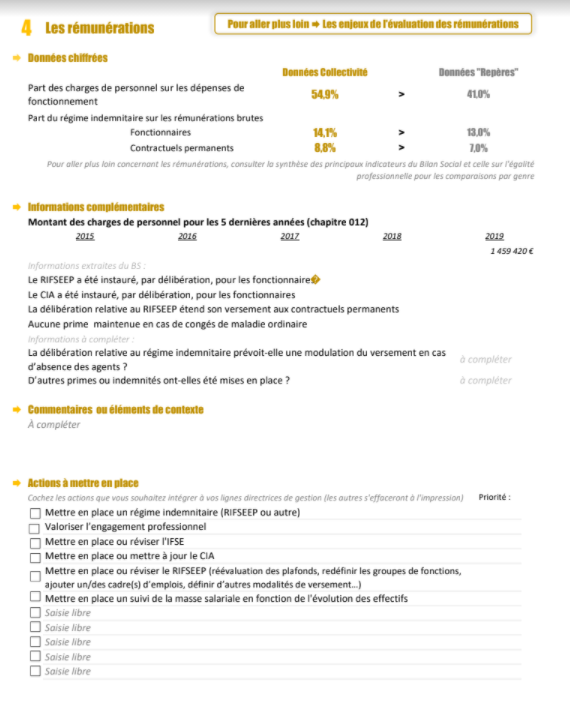 4 Les rémunérations
Pour aller plus loin ➔ Les enjeux de l'évaluation des rémunérations
Données chiffrées
Données Collectivité Données "Repères"
Part des charges de personnel sur les dépenses de
fonctionnement
54,9% > 41,0%
Part du régime indemnitaire sur les rémunérations brutes
Fonctionnaires 14,1% > 13,0%
Contractuels permanents 8,8% > 7,0%
Pour aller plus loin concernant les rémunérations, consulter la synthèse des principaux indicateurs du Bilan Social et celle sur l'égalité
professionnelle pour les comparaisons par genre
Informations complémentaires
Montant des charges de personnel pour les 5 dernières années (chapitre 012)
2015 2016 2017 2018 2019
1 459 420 €
Informations extraites du BS :
Le RIFSEEP a été instauré, par délibération, pour les fonctionnaires�
Le CIA a été instauré, par délibération, pour les fonctionnaires
La délibération relative au RIFSEEP étend son versement aux contractuels permanents
Aucune prime maintenue en cas de congés de maladie ordinaire
Informations à compléter :
La délibération relative au régime indemnitaire prévoit-elle une modulation du versement en cas
d'absence des agents ?
à compléter
D'autres primes ou indemnités ont-elles été mises en place ? à compléter
Commentaires ou éléments de contexte
À compléter
Actions à mettre en place
Cochez les actions que vous souhaitez intégrer à vos lignes directrices de gestion (les autres s'effaceront à l'impression) Priorité :
Mettre en place un régime indemnitaire (RIFSEEP ou autre)
Valoriser l'engagement professionnel
Mettre en place ou réviser l'IFSE
Mettre en place ou mettre à jour le CIA
Mettre en place ou réviser le RIFSEEP (réévaluation des plafonds, redéfinir les groupes de fonctions,
ajouter un/des cadre(s) d'emplois, définir d'autres modalités de versement...)
Mettre en place un suivi de la masse salariale en fonction de l'évolution des effectifs
Saisie libre
Saisie libre
Saisie libre
Saisie libre
Saisie libre